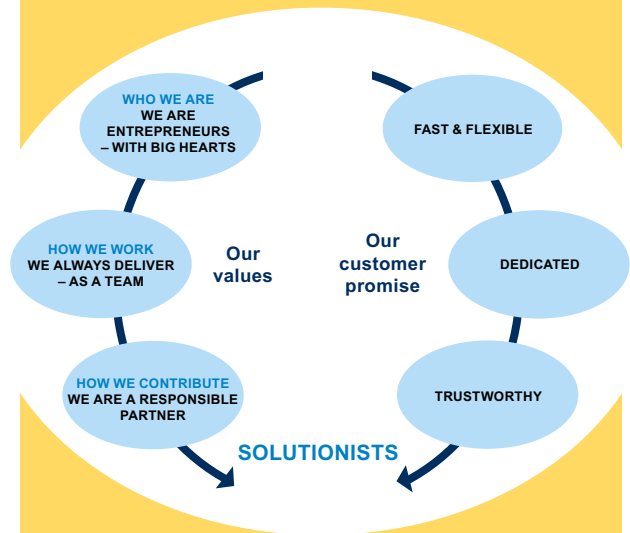 WHO WE ARE
WE ARE
ENTREPRENEURS
– WITH BIG HEARTS
HOW WE WORK
WE ALWAYS DELIVER
– AS A TEAM
HOW WE CONTRIBUTE
WE ARE A RESPONSIBLE
PARTNER
Our
values
Our
customer
promise
FAST & FLEXIBLE
DEDICATED
TRUSTWORTHY
SOLUTIONISTS